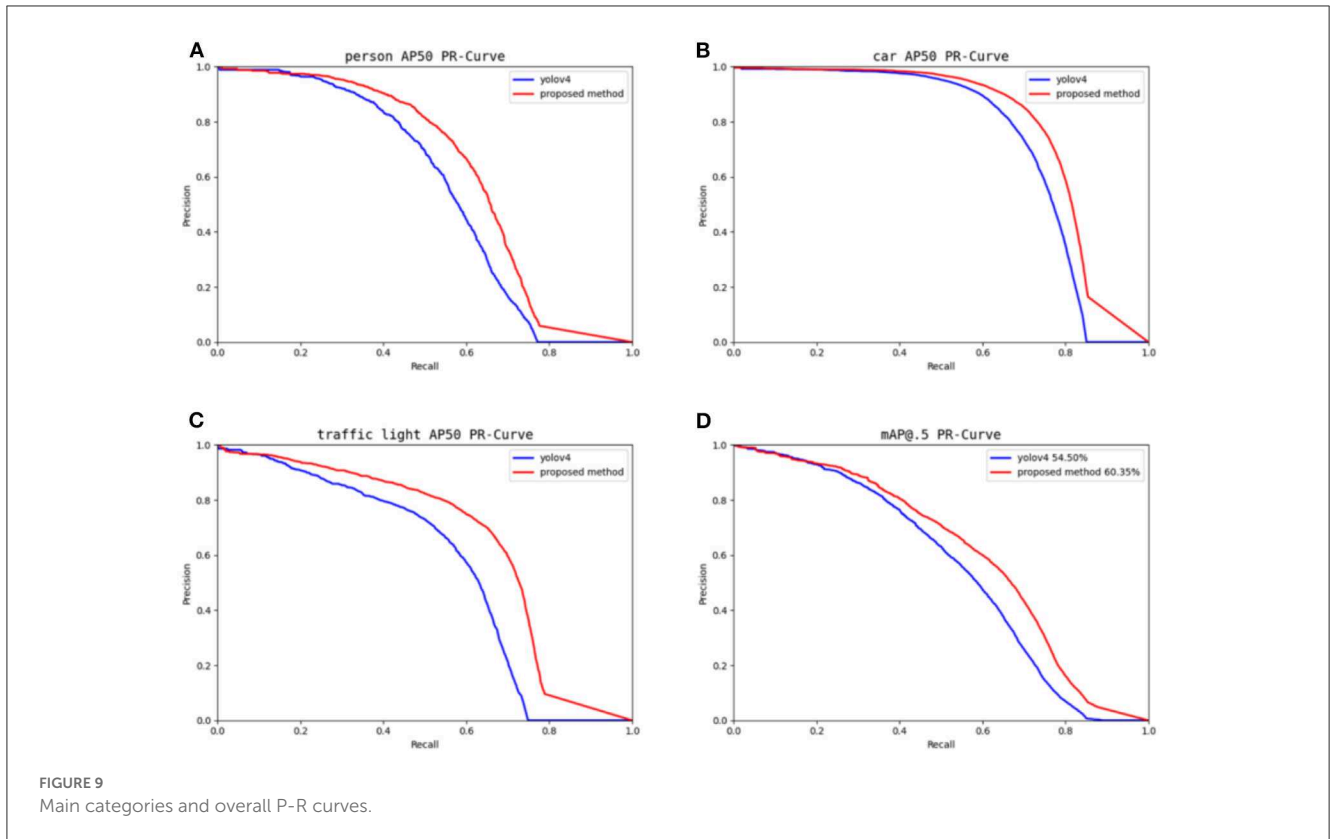 A
person AP50 PR-Curve
yolov4
proposed method
1.0
0.8
0.6
0.4
0.2
0.0
Precision
0.0 0.2 0.4 0.6 0.8 1.0
Recall
B
car AP50 PR-Curve
yolov4
proposed method
1.0
0.8
0.6
0.4
0.2
0.0
Precision
0.0 0.2 0.4 0.6 0.8 1.0
Recall
C
traffic light AP50 PR-Curve
yolov4
proposed method
1.0
0.8
0.6
0.4
0.2
0.0
Precision
0.0 0.2 0.4 0.6 0.8 1.0
Recall
D
mAP@.5 PR-Curve
yolov4 54.50%
proposed method 60.35%
1.0
0.8
0.6
0.4
0.2
0.0
Precision
0.0 0.2 0.4 0.6 0.8 1.0
Recall
FIGURE 9
Main categories and overall P-R curves.